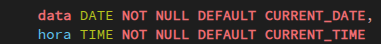 data DATE NOT NULL DEFAULT CURRENT_DATE,
hora TIME NOT NULL DEFAULT CURRENT_TIME